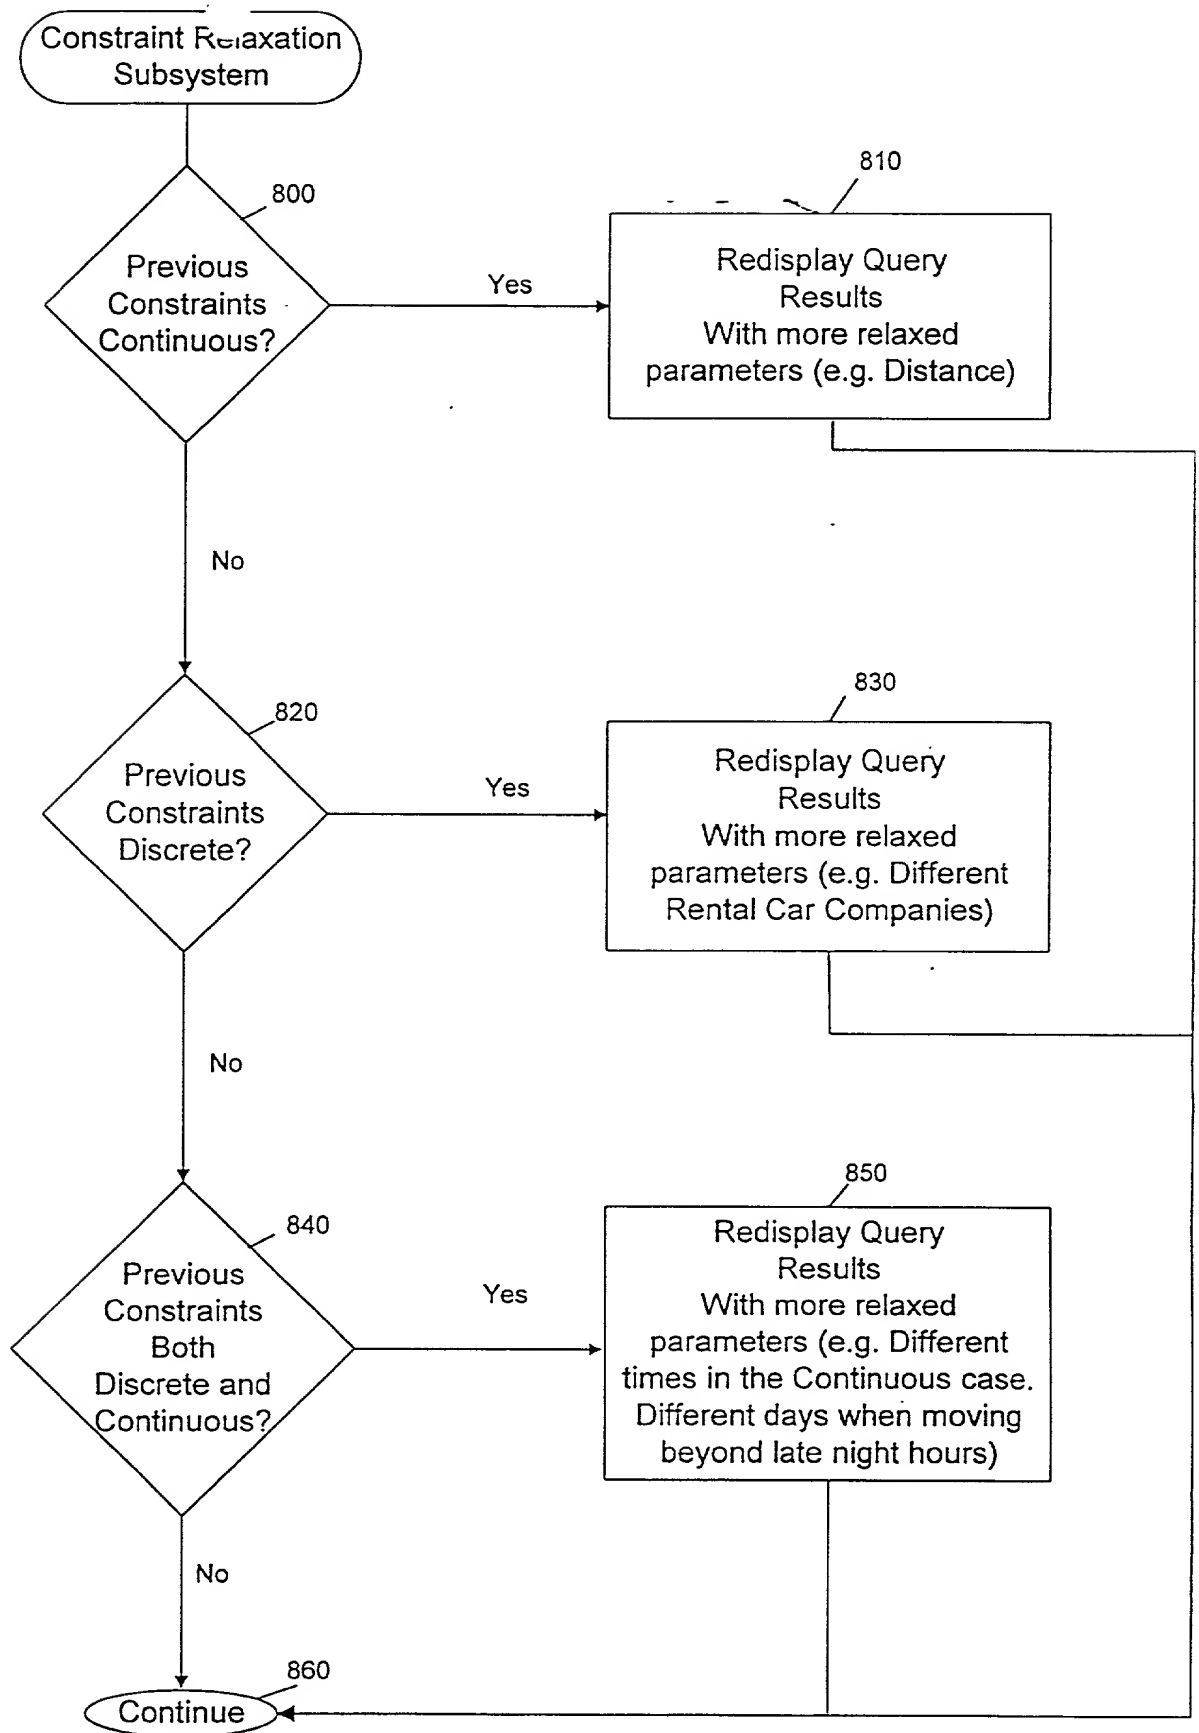 Constraint Relaxation
Subsystem
800
810
Previous
Constraints
Continuous?
Yes
Redisplay Query
Results
With more relaxed
parameters (e.g. Distance)
No
820
830
Previous
Constraints
Discrete?
Yes
Redisplay Query
Results
With more relaxed
parameters (e.g. Different
Rental Car Companies)
No
840
850
Previous
Constraints
Both
Discrete and
Continuous?
Yes
Redisplay Query
Results
With more relaxed
parameters (e.g. Different
times in the Continuous case.
Different days when moving
beyond late night hours)
No
860
Continue